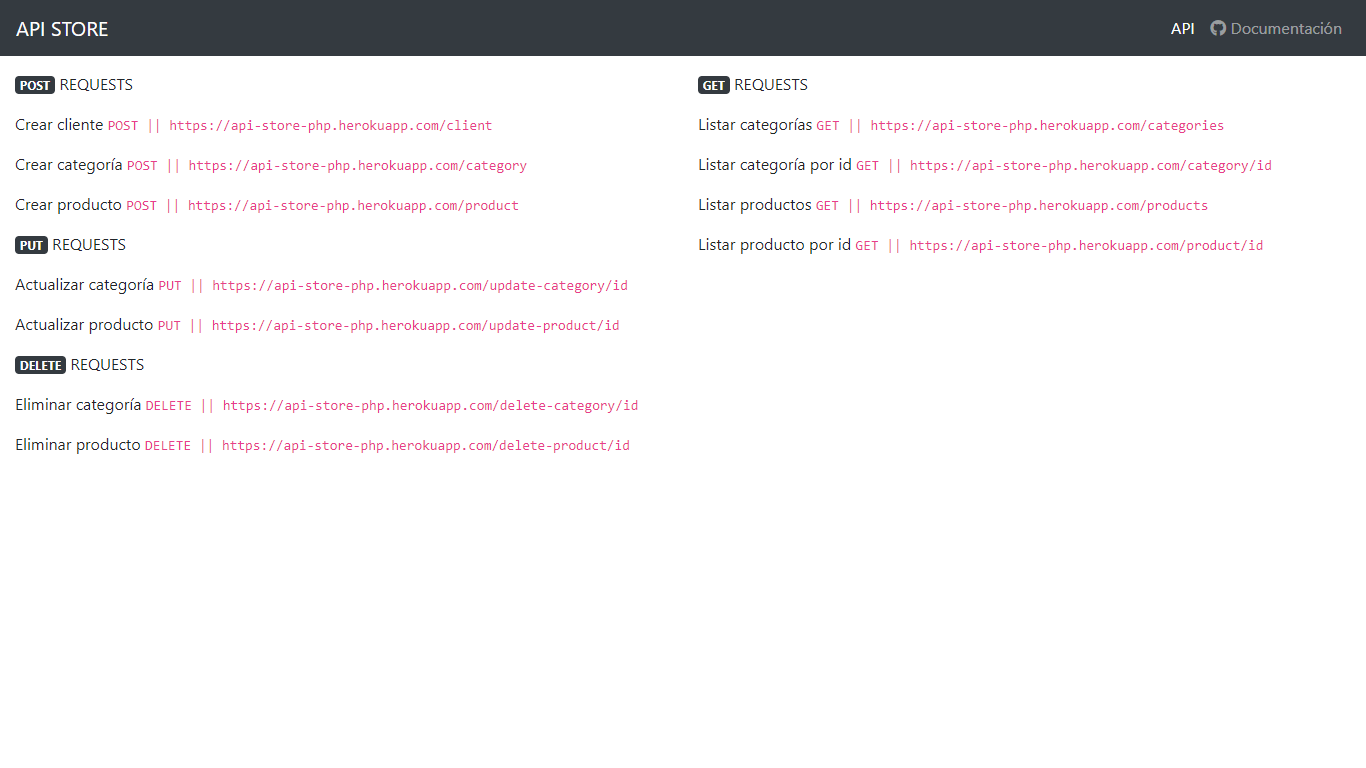 API STORE
API Documentación
POST REQUESTS
Crear cliente POST || https://api-store-php.herokuapp.com/client
Crear categoría POST || https://api-store-php.herokuapp.com/category
Crear producto POST || https://api-store-php.herokuapp.com/product
PUT REQUESTS
Actualizar categoría PUT || https://api-store-php.herokuapp.com/update-category/id
Actualizar producto PUT || https://api-store-php.herokuapp.com/update-product/id
DELETE REQUESTS
Eliminar categoría DELETE || https://api-store-php.herokuapp.com/delete-category/id
Eliminar producto DELETE || https://api-store-php.herokuapp.com/delete-product/id
GET REQUESTS
Listar categorías GET || https://api-store-php.herokuapp.com/categories
Listar categoría por id GET || https://api-store-php.herokuapp.com/category/id
Listar productos GET || https://api-store-php.herokuapp.com/products
Listar producto por id GET || https://api-store-php.herokuapp.com/product/id